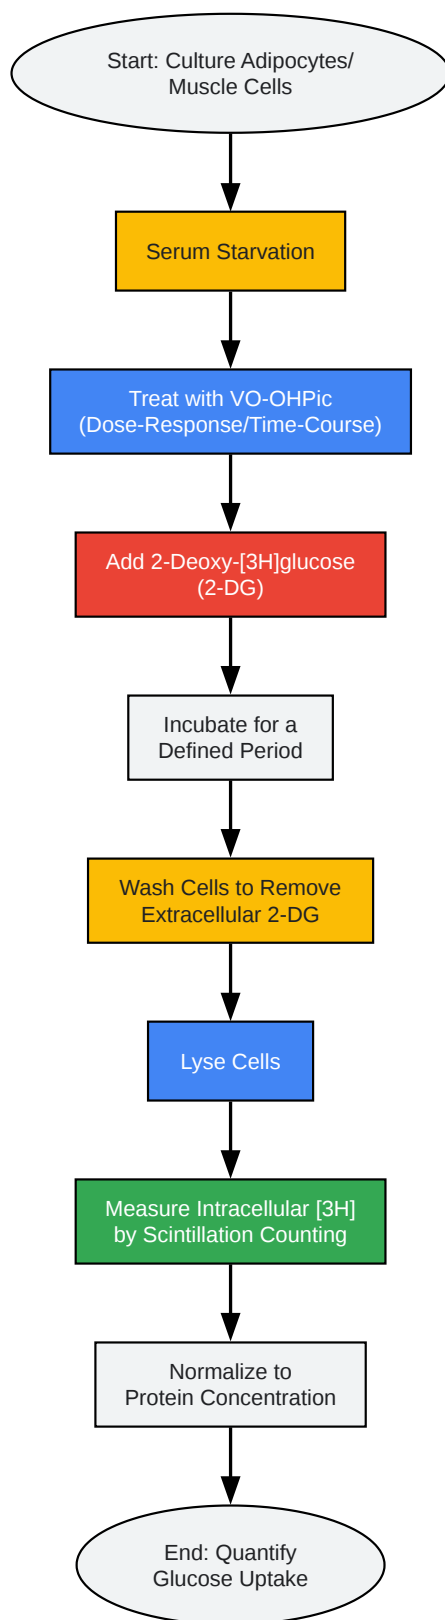 Start: Culture Adipocytes/
Muscle Cells
Serum Starvation
Treat with VO-OHPic
(Dose-Response/Time-Course)
Add 2-Deoxy-[3H]glucose
(2-DG)
Incubate for a
Defined Period
Wash Cells to Remove
Extracellular 2-DG
Lyse Cells
Measure Intracellular [3H]
by Scintillation Counting
Normalize to
Protein Concentration
End: Quantify
Glucose Uptake